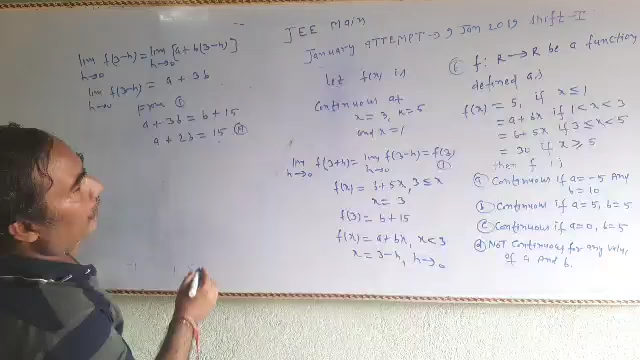 JEE Main
January ATTEMPT → 9 Jan 2019 Shift-II
① f: R → R be a function
defined as
f(x) = 5, if x ≤ 1
= a + bx if 1 < x < 3
= b + 5x if 3 ≤ x < 5
= 30 if x ≥ 5
then f is
ⓐ Continuous if a = -5 and
b = 10
ⓑ Continuous if a = 5, b = 5
ⓒ Continuous if a = 0, b = 5
ⓓ NOT Continuous for any value
of a and b.
let f(x) is
Continuous at
x = 3, x = 5
and x = 1
lim f(3+h) = lim f(3-h) = f(3)
h→0 h→0 ①
f(x) = b + 5x, 3 ≤ x
x = 3
f(3) = b + 15
f(x) = a + bx, x < 3
x = 3 - h, h → 0
lim f(3-h) = lim [a + b(3-h)]
h→0 h→0
lim f(3-h) = a + 3b
h→0
from ①
a + 3b = b + 15
a + 2b = 15